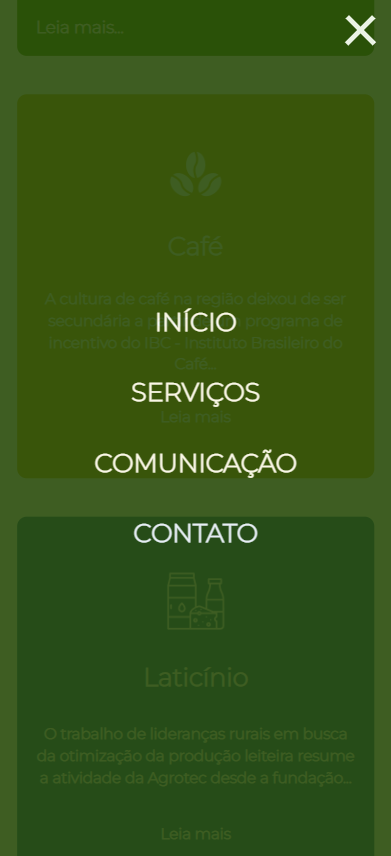 Leia mais...
Café
A cultura de café na região deixou de ser
secundária a programa de
INÍCIO
incentivo do IBC - Instituto Brasileiro do
Café...
SERVIÇOS
Leia mais
COMUNICAÇÃO
CONTATO
Laticínio
O trabalho de lideranças rurais em busca
da otimização da produção leiteira resume
a atividade da Agrotec desde a fundação...
Leia mais